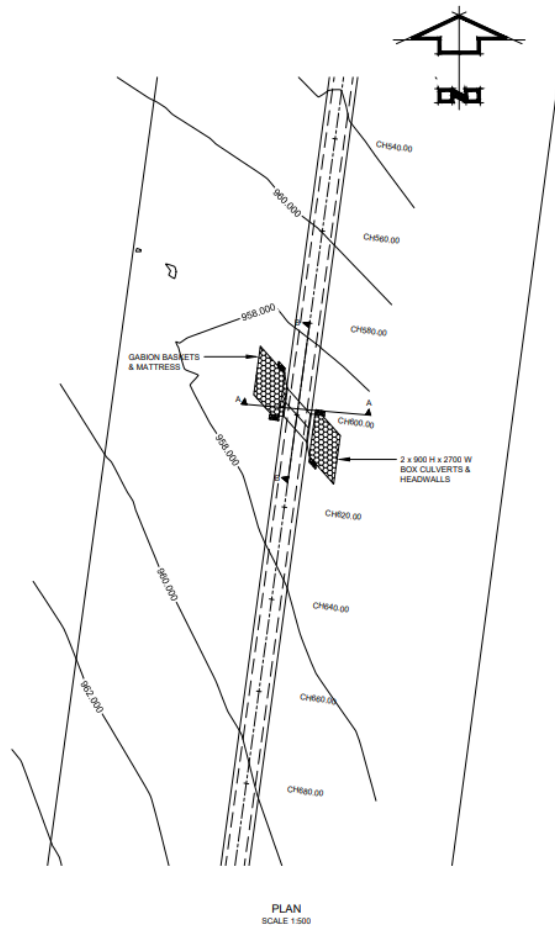 N
CH540.00
960.000
CH560.00
958.000
B
CH580.00
GABION BASKETS
& MATTRESS
A
A
CH600.00
958.000
2 x 900 H x 2700 W
BOX CULVERTS &
HEADWALLS
B
CH620.00
960.000
CH640.00
962.000
CH660.00
CH680.00
PLAN
SCALE 1:500